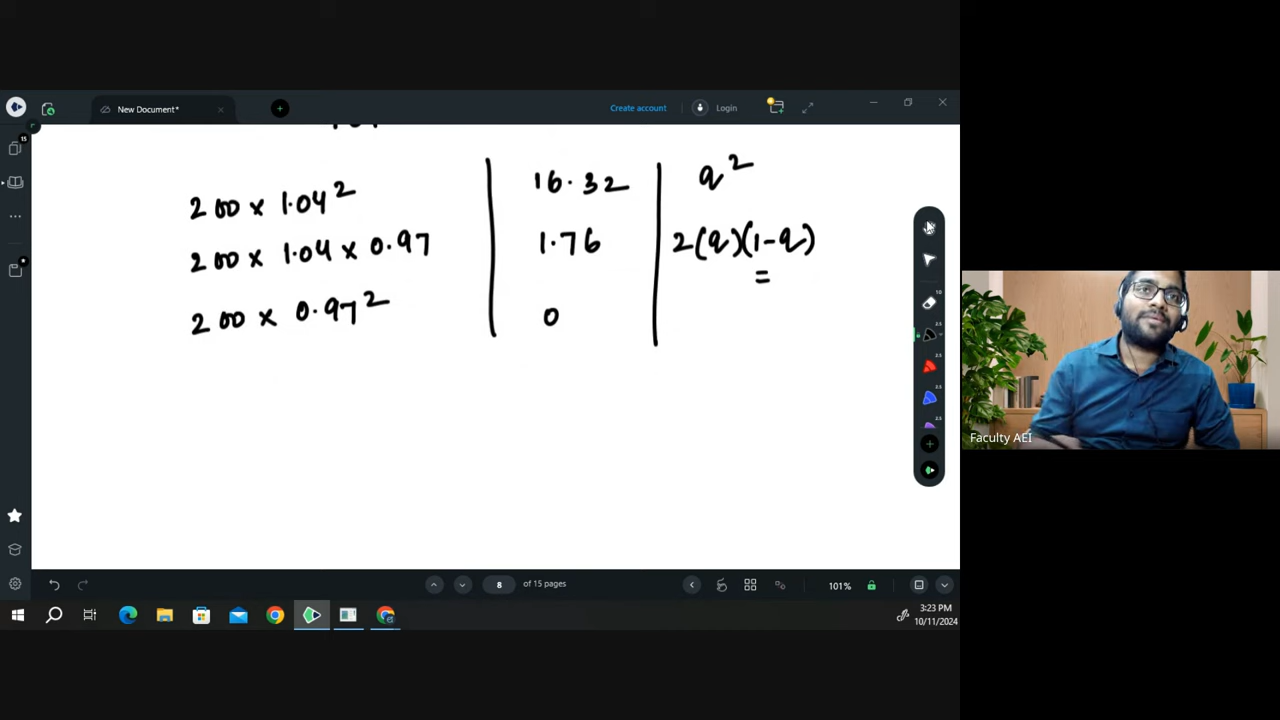 New Document*
Create account
Login
200 × 1.04² | 16.32 | q²
200 × 1.04 × 0.97 | 1.76 | 2(q)(1-q)
=
200 × 0.97² | 0
Faculty AEI
8 of 15 pages
101%
3:23 PM
10/11/2024